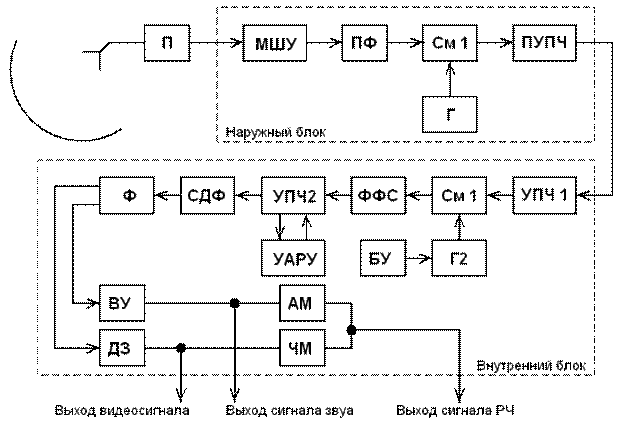 П
МШУ
ПФ
См 1
ПУПЧ
Г
Наружный блок
Ф
СДФ
УПЧ2
ФФС
См 1
УПЧ 1
УАРУ
БУ
Г2
ВУ
АМ
ДЗ
ЧМ
Внутренний блок
Выход видеосигнала
Выход сигнала звуа
Выход сигнала РЧ